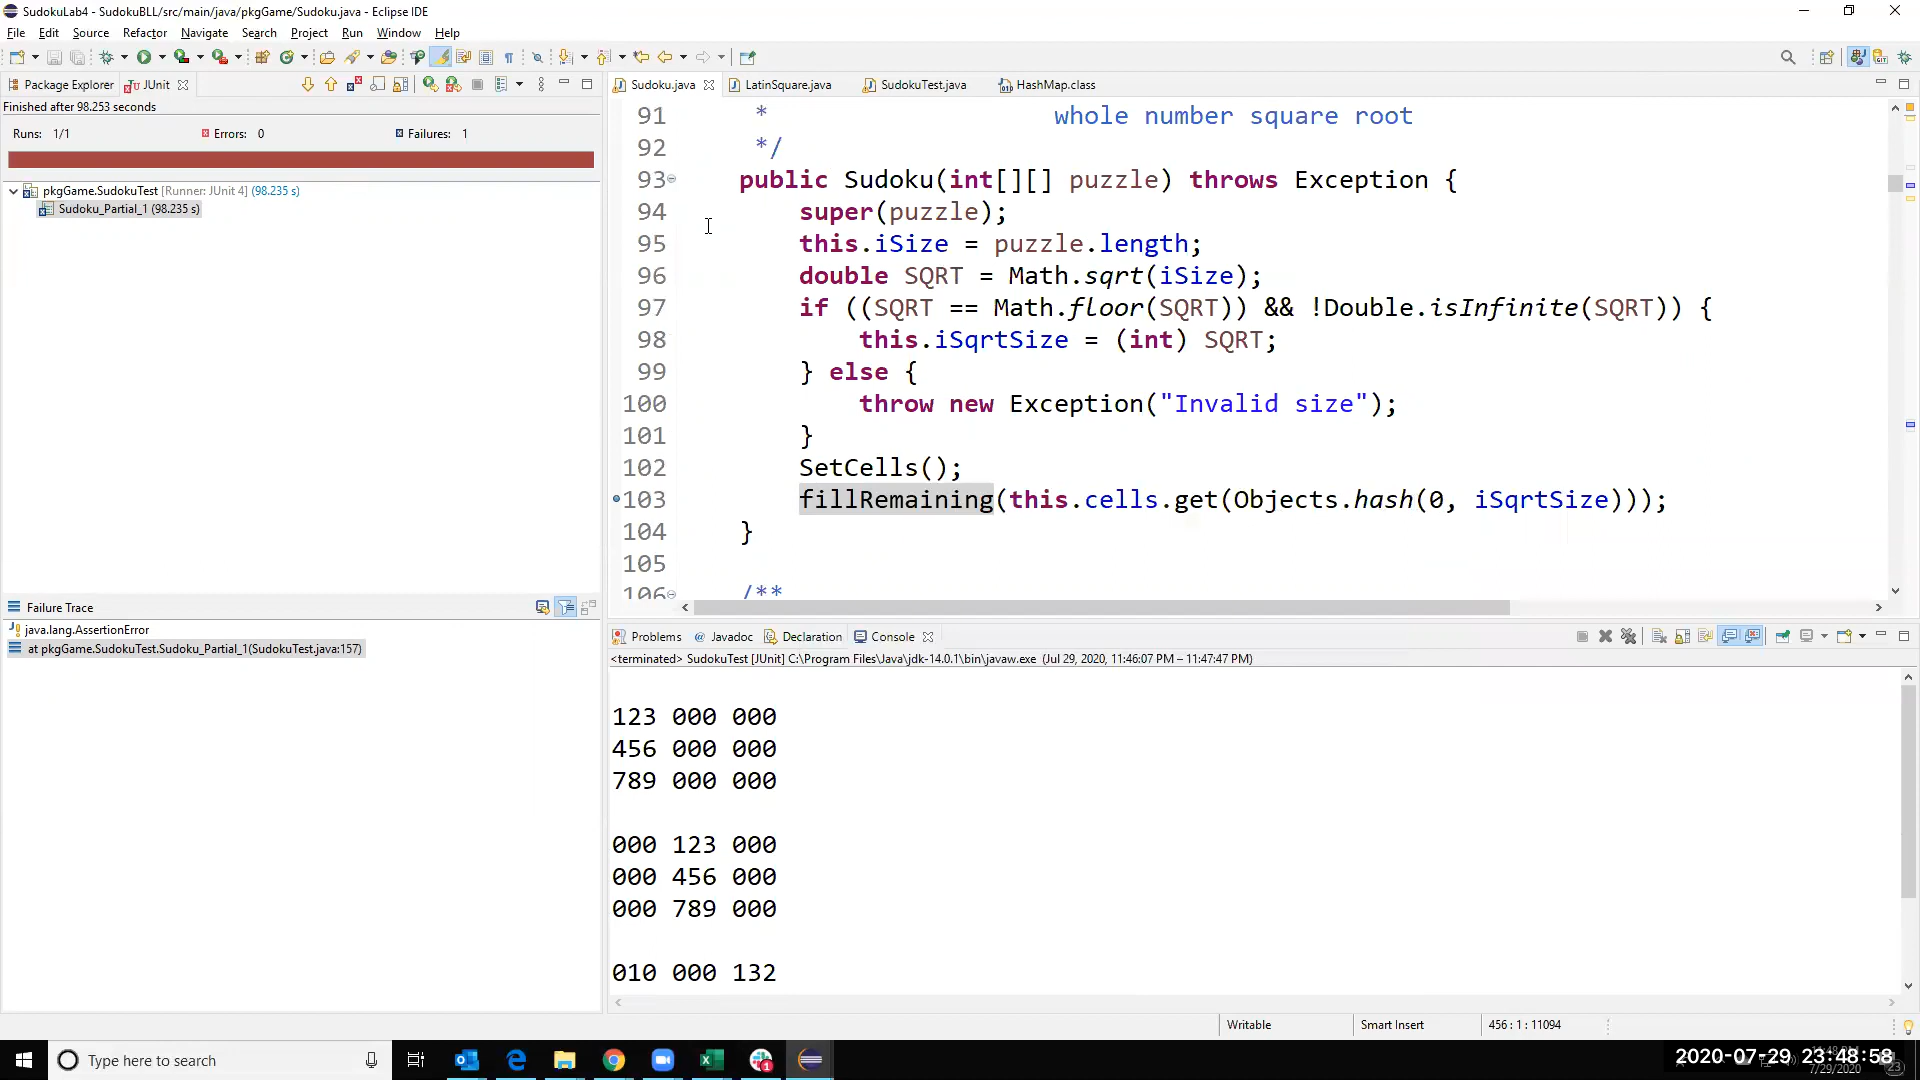 SudokuLab4 - SudokuBLL/src/main/java/pkgGame/Sudoku.java - Eclipse IDE
File Edit Source Refactor Navigate Search Project Run Window Help
Package Explorer JUnit
Finished after 98.253 seconds
Runs: 1/1 Errors: 0 Failures: 1
pkgGame.SudokuTest [Runner: JUnit 4] (98.235 s)
Sudoku_Partial_1 (98.235 s)
Failure Trace
java.lang.AssertionError
at pkgGame.SudokuTest.Sudoku_Partial_1(SudokuTest.java:157)
Sudoku.java LatinSquare.java SudokuTest.java HashMap.class
91 * whole number square root
92 */
93 public Sudoku(int[][] puzzle) throws Exception {
94 super(puzzle);
95 this.iSize = puzzle.length;
96 double SQRT = Math.sqrt(iSize);
97 if ((SQRT == Math.floor(SQRT)) && !Double.isInfinite(SQRT)) {
98 this.iSqrtSize = (int) SQRT;
99 } else {
100 throw new Exception("Invalid size");
101 }
102 SetCells();
103 fillRemaining(this.cells.get(Objects.hash(0, iSqrtSize)));
104 }
105
106 /**
Problems @ Javadoc Declaration Console
<terminated> SudokuTest [JUnit] C:\Program Files\Java\jdk-14.0.1\bin\javaw.exe (Jul 29, 2020, 11:46:07 PM – 11:47:47 PM)
123 000 000
456 000 000
789 000 000
000 123 000
000 456 000
000 789 000
010 000 132
Writable Smart Insert 456 : 1 : 11094
Type here to search
2020-07-29 23:48:58
7/29/2020